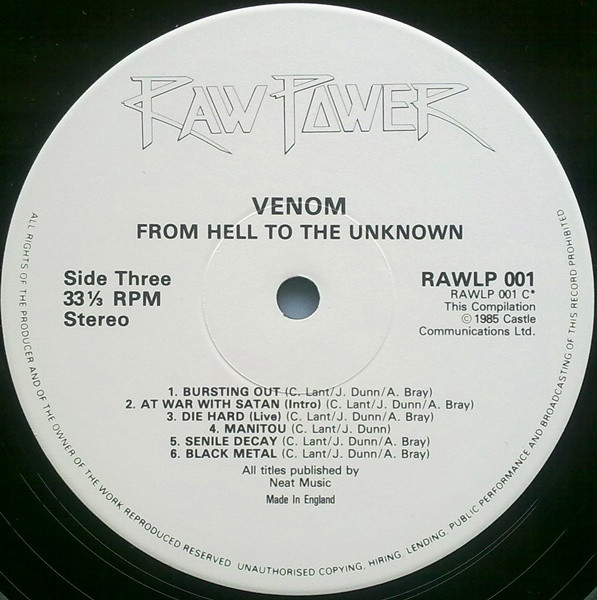 RAW POWER
VENOM
FROM HELL TO THE UNKNOWN
Side Three
33⅓ RPM
Stereo
RAWLP 001
RAWLP 001 C*
This Compilation
© 1985 Castle
Communications Ltd.
1. BURSTING OUT (C. Lant/J. Dunn/A. Bray)
2. AT WAR WITH SATAN (Intro) (C. Lant/J. Dunn/A. Bray)
3. DIE HARD (Live) (C. Lant/J. Dunn/A. Bray)
4. MANITOU (C. Lant/J. Dunn)
5. SENILE DECAY (C. Lant/J. Dunn/A. Bray)
6. BLACK METAL (C. Lant/J. Dunn/A. Bray)
All titles published by
Neat Music
Made In England
ALL RIGHTS OF THE PRODUCER AND OF THE OWNER OF THE WORK REPRODUCED RESERVED. UNAUTHORISED COPYING, HIRING, LENDING, PUBLIC PERFORMANCE AND BROADCASTING OF THIS RECORD PROHIBITED